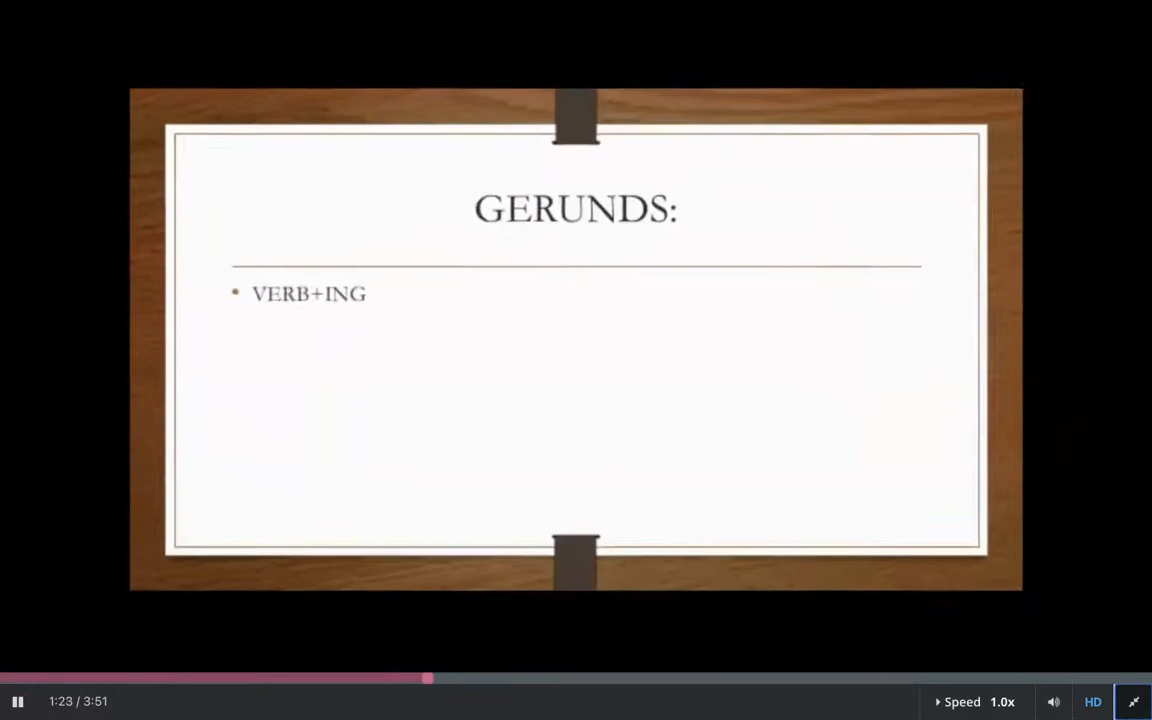 GERUNDS:
• VERB+ING
1:23 / 3:51
Speed 1.0x
HD